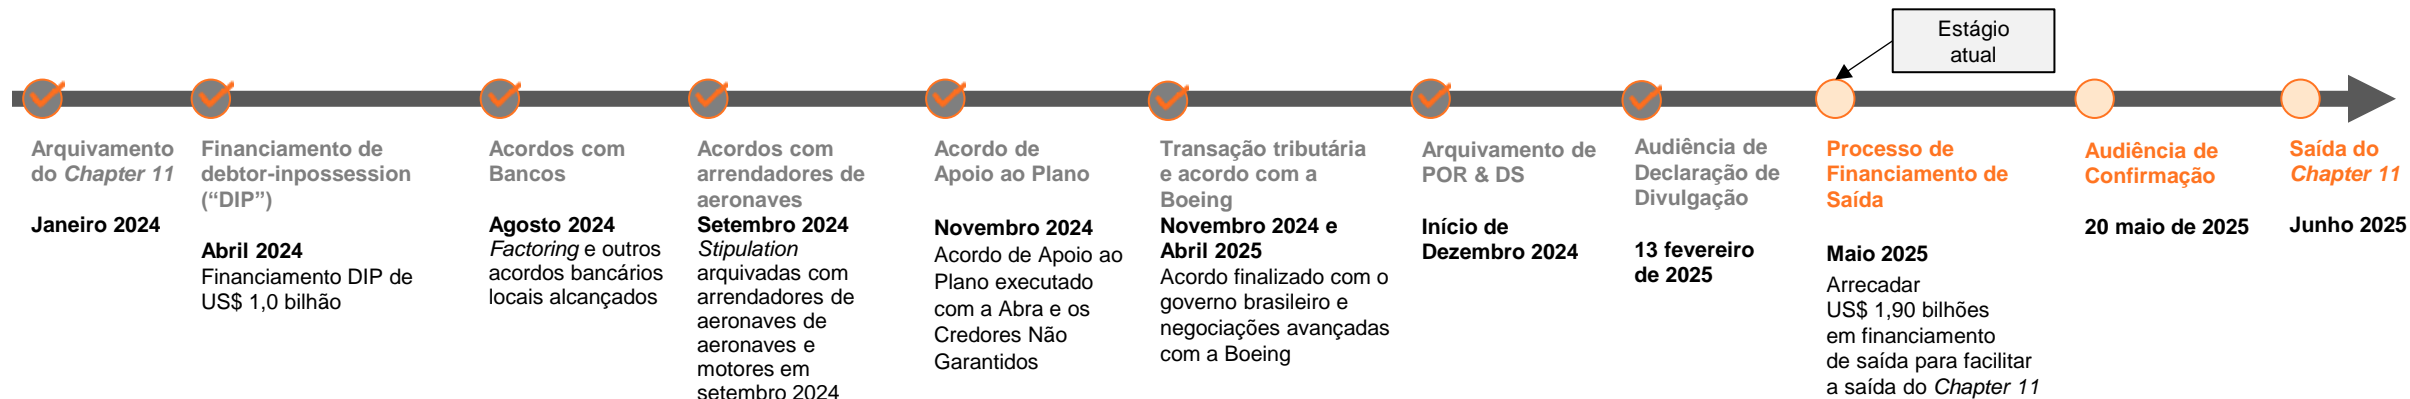 Estágio
atual
Arquivamento
do Chapter 11
Janeiro 2024
Financiamento de
debtor-inpossession
(“DIP”)
Abril 2024
Financiamento DIP de
US$ 1,0 bilhão
Acordos com
Bancos
Agosto 2024
Factoring e outros
acordos bancários
locais alcançados
Acordos com
arrendadores de
aeronaves
Setembro 2024
Stipulation
arquivadas com
arrendadores de
aeronaves de
aeronaves e
motores em
setembro 2024
Acordo de
Apoio ao Plano
Novembro 2024
Acordo de Apoio ao
Plano executado
com a Abra e os
Credores Não
Garantidos
Transação tributária
e acordo com a
Boeing
Novembro 2024 e
Abril 2025
Acordo finalizado com o
governo brasileiro e
negociações avançadas
com a Boeing
Arquivamento de
POR & DS
Início de
Dezembro 2024
Audiência de
Declaração de
Divulgação
13 fevereiro
de 2025
Processo de
Financiamento de
Saída
Maio 2025
Arrecadar
US$ 1,90 bilhões
em financiamento
de saída para facilitar
a saída do Chapter 11
Audiência de
Confirmação
20 maio de 2025
Saída do
Chapter 11
Junho 2025